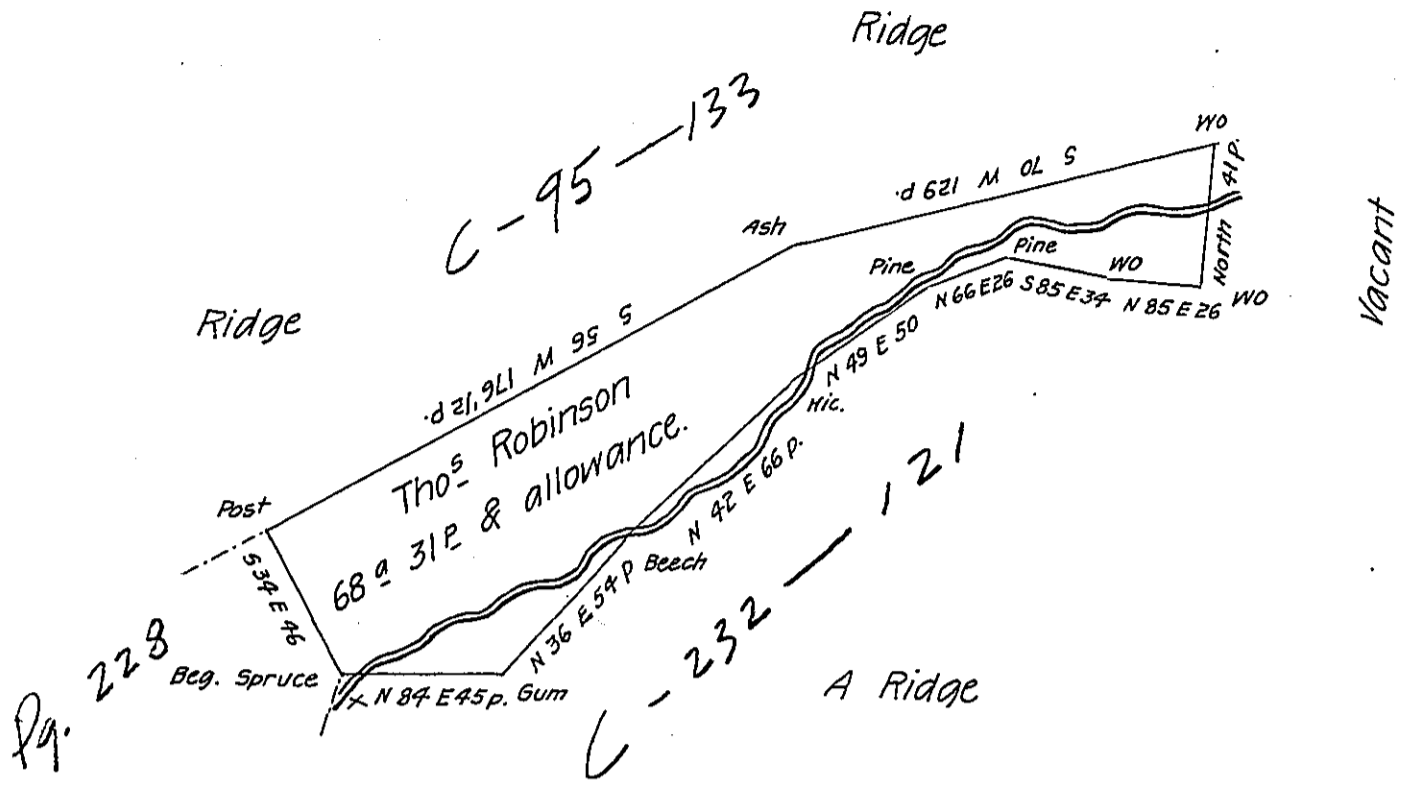 Ridge
C-95—133
WO
S 70 W 129 p.
41 p.
North
Vacant
Ash
Pine
Pine
WO
N 66 E 26
S 85 E 34
N 85 E 26
WO
Ridge
S 56 W 176'12 p.
N 49 E 50
Hic.
Thos Robinson
68 a 31 P & allowance.
Post
S 34 E 46
N 42 E 66 p.
C-232—,21
Beech
N 36 E 54 P
Pg. 228
Beg. Spruce
X N 84 E 45 p.
Gum
A Ridge